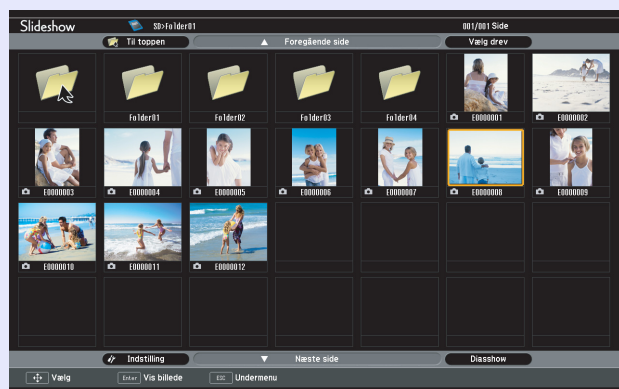 Slideshow SD>Folder01 001/001 Side
Til toppen Foregående side Vælg drev
Folder01 Folder02 Folder03 Folder04 E0000001 E0000002
E0000003 E0000004 E0000005 E0000006 E0000007 E0000008 E0000009
E0000010 E0000011 E0000012
Indstilling Næste side Diasshow
Vælg Enter Vis billede ESC Undermenu